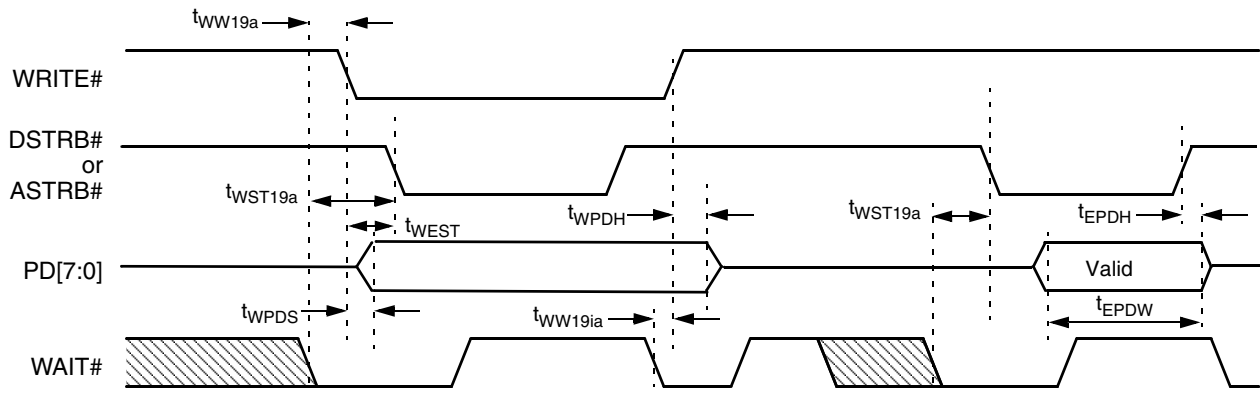 tWW19a
WRITE#
DSTRB#
or
ASTRB#
tWST19a
tWEST
tWPDH
tWST19a
tEPDH
PD[7:0]
Valid
tWPDS
tWW19ia
tEPDW
WAIT#